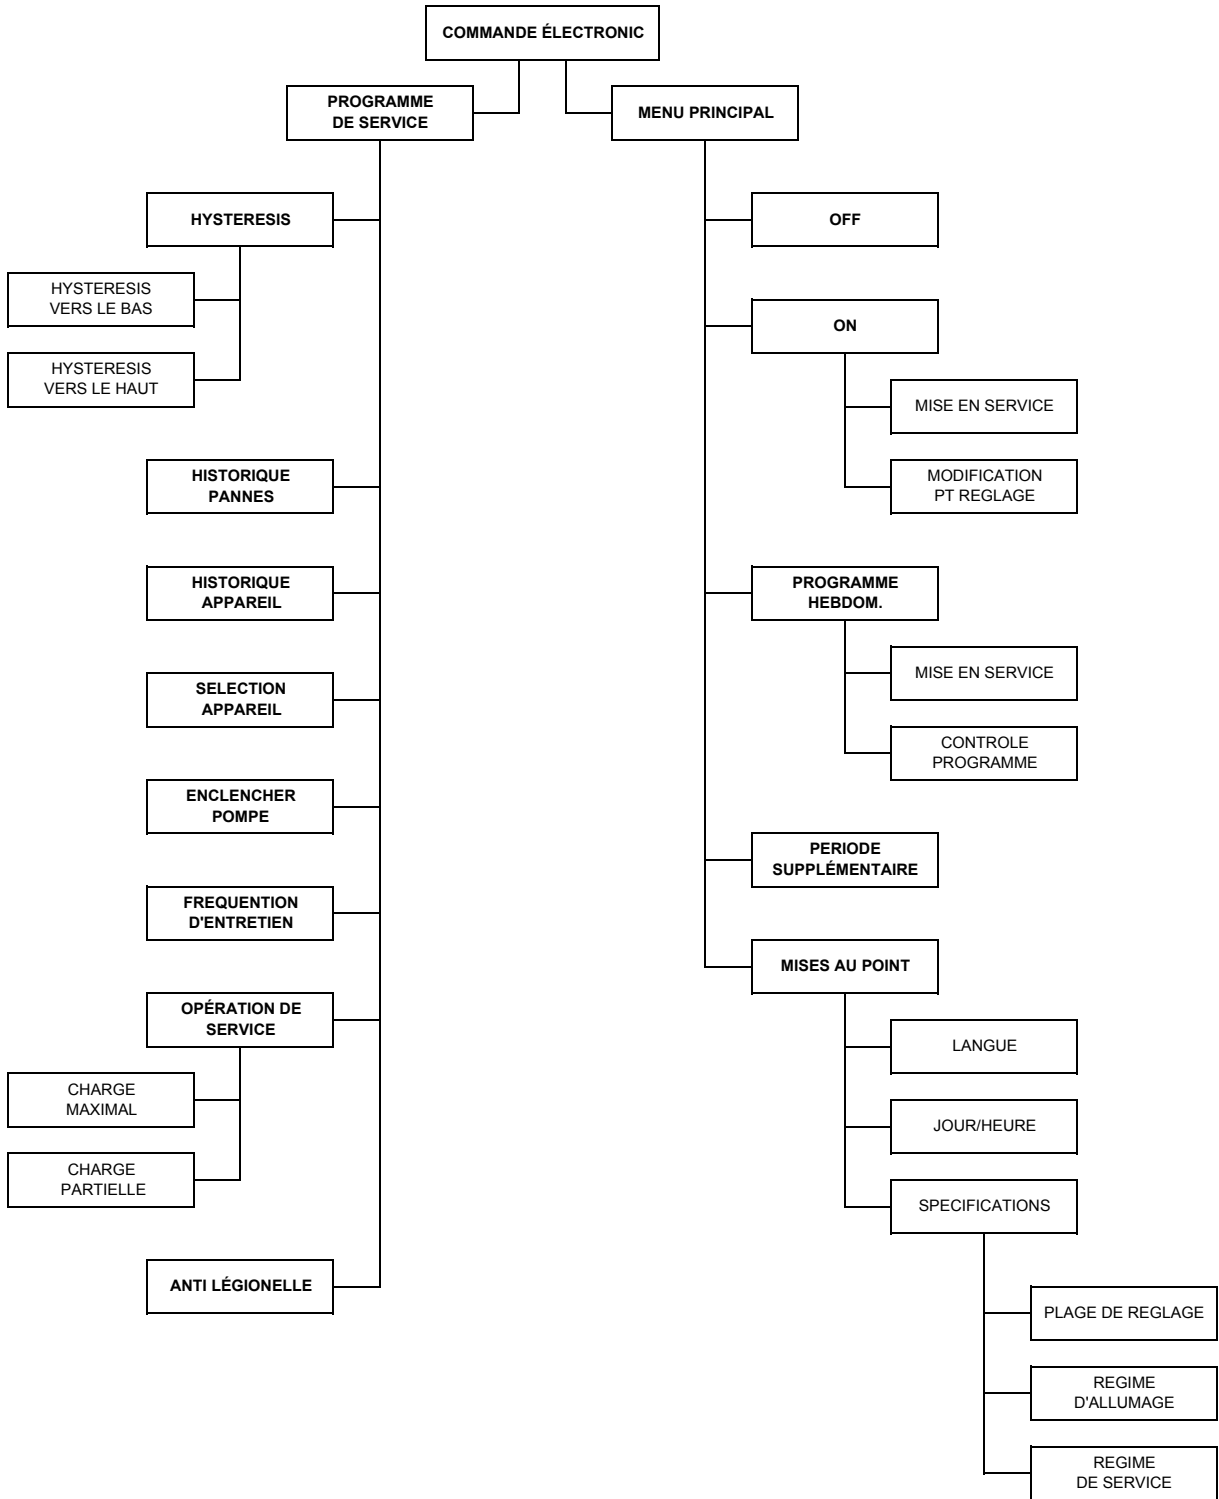 COMMANDE ÉLECTRONIC
PROGRAMME
DE SERVICE
HYSTERESIS
HYSTERESIS
VERS LE BAS
HYSTERESIS
VERS LE HAUT
HISTORIQUE
PANNES
HISTORIQUE
APPAREIL
SELECTION
APPAREIL
ENCLENCHER
POMPE
FREQUENTION
D'ENTRETIEN
OPÉRATION DE
SERVICE
CHARGE
MAXIMAL
CHARGE
PARTIELLE
ANTI LÉGIONELLE
MENU PRINCIPAL
OFF
ON
MISE EN SERVICE
MODIFICATION
PT REGLAGE
PROGRAMME
HEBDOM.
MISE EN SERVICE
CONTROLE
PROGRAMME
PERIODE
SUPPLÉMENTAIRE
MISES AU POINT
LANGUE
JOUR/HEURE
SPECIFICATIONS
PLAGE DE REGLAGE
REGIME
D'ALLUMAGE
REGIME
DE SERVICE